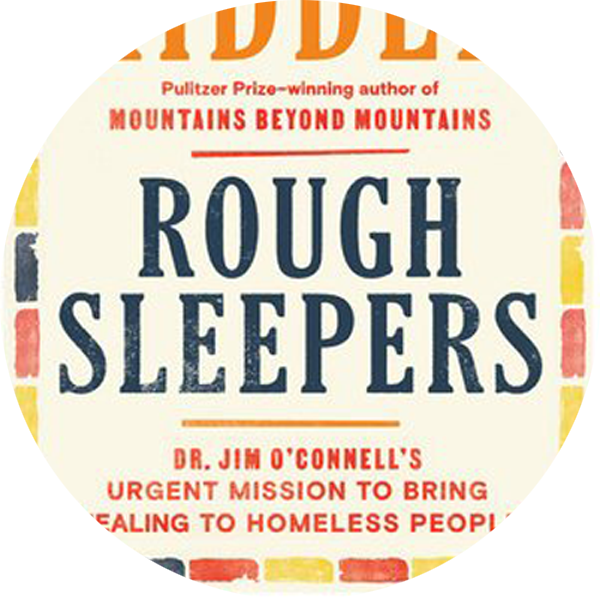 Pulitzer Prize–winning author of
MOUNTAINS BEYOND MOUNTAINS
ROUGH
SLEEPERS
DR. JIM O'CONNELL'S
URGENT MISSION TO BRING
EALING TO HOMELESS PEOPL